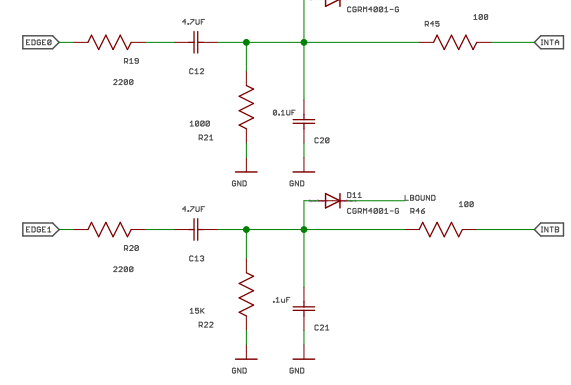 CGRM4001-G
4.7UF
R45
100
EDGE0
INTA
R19
C12
2200
0.1UF
1000
R21
C20
GND
GND
D11
LBOUND
4.7UF
CGRM4001-G
R46
100
EDGE1
INTB
R20
C13
2200
.1uF
15K
R22
C21
GND
GND